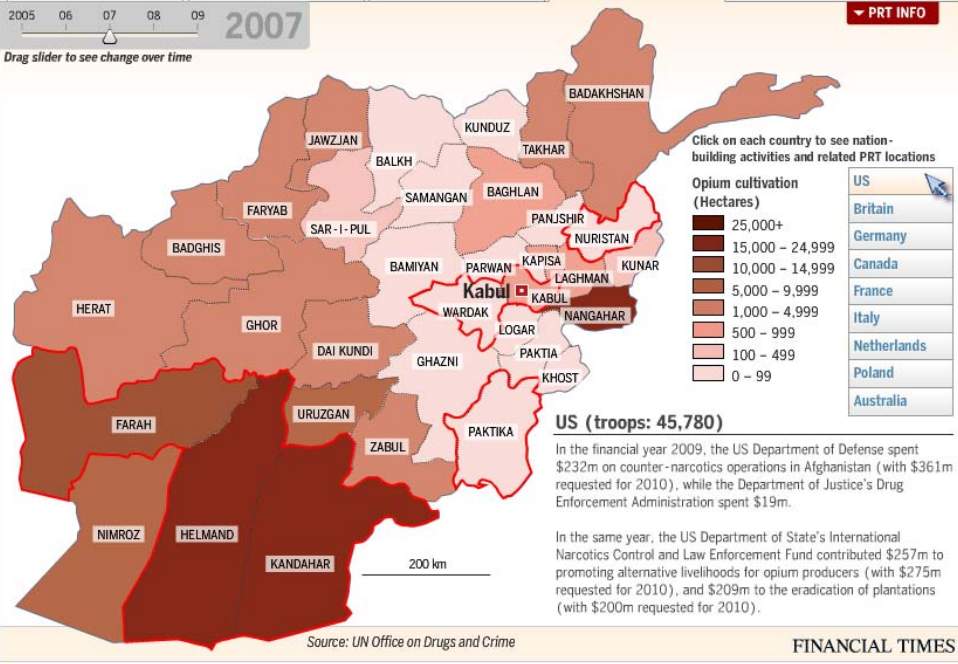 2005 06 07 08 09
2007
Drag slider to see change over time
PRT INFO
BADAKHSHAN
KUNDUZ
JAWZJAN
TAKHAR
BALKH
SAMANGAN
BAGHLAN
FARYAB
PANJSHIR
SAR-I-PUL
NURISTAN
BADGHIS
KAPISA
BAMIYAN
PARWAN
KUNAR
LAGHMAN
Kabul
KABUL
HERAT
WARDAK
NANGAHAR
GHOR
LOGAR
DAI KUNDI
PAKTIA
GHAZNI
KHOST
URUZGAN
FARAH
PAKTIKA
ZABUL
NIMROZ
HELMAND
KANDAHAR
200 km
Click on each country to see nation-
building activities and related PRT locations
Opium cultivation
(Hectares)
25,000+
15,000 – 24,999
10,000 – 14,999
5,000 – 9,999
1,000 – 4,999
500 – 999
100 – 499
0 – 99
US
Britain
Germany
Canada
France
Italy
Netherlands
Poland
Australia
US (troops: 45,780)
In the financial year 2009, the US Department of Defense spent
$232m on counter-narcotics operations in Afghanistan (with $361m
requested for 2010), while the Department of Justice's Drug
Enforcement Administration spent $19m.
In the same year, the US Department of State's International
Narcotics Control and Law Enforcement Fund contributed $257m to
promoting alternative livelihoods for opium producers (with $275m
requested for 2010), and $209m to the eradication of plantations
(with $200m requested for 2010).
Source: UN Office on Drugs and Crime
FINANCIAL TIMES